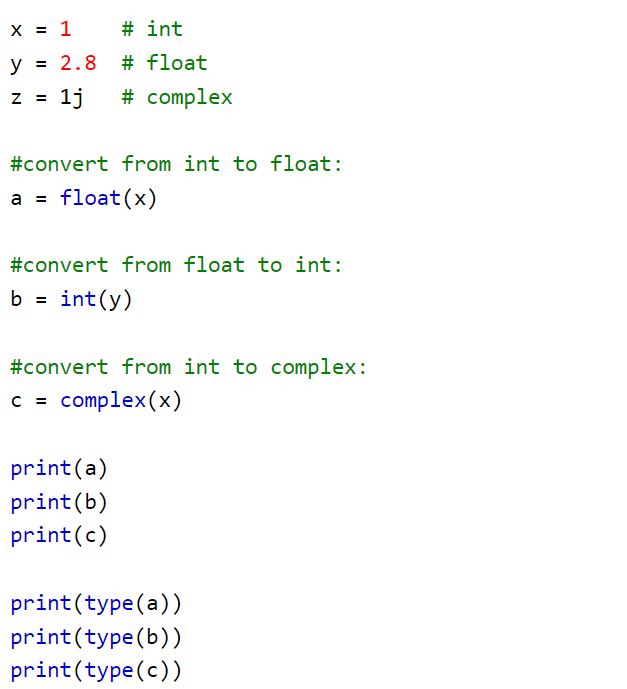 x = 1    # int
y = 2.8  # float
z = 1j   # complex

#convert from int to float:
a = float(x)

#convert from float to int:
b = int(y)

#convert from int to complex:
c = complex(x)

print(a)
print(b)
print(c)

print(type(a))
print(type(b))
print(type(c))